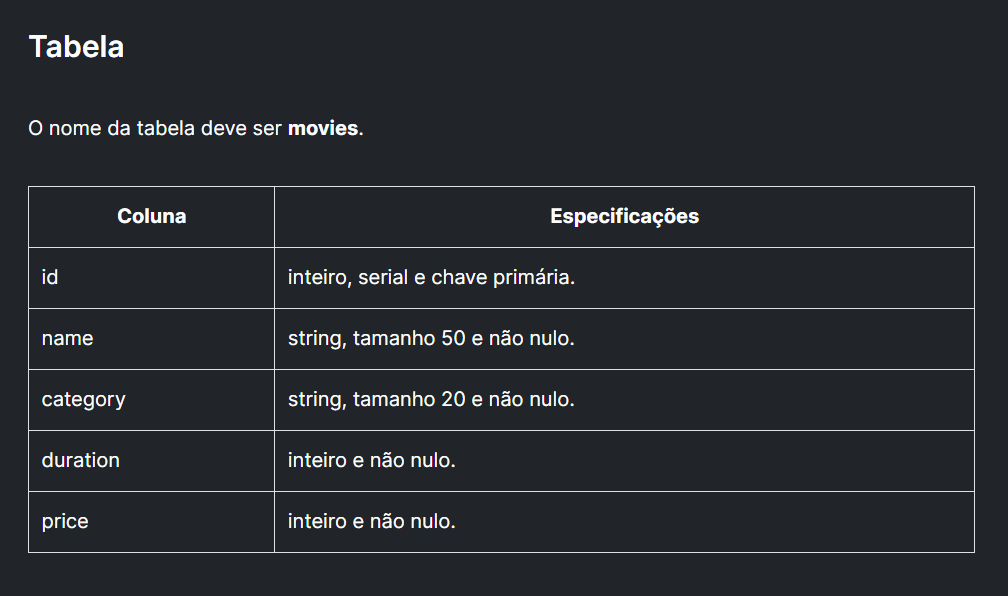 Tabela
O nome da tabela deve ser movies.
Coluna Especificações
id inteiro, serial e chave primária.
name string, tamanho 50 e não nulo.
category string, tamanho 20 e não nulo.
duration inteiro e não nulo.
price inteiro e não nulo.